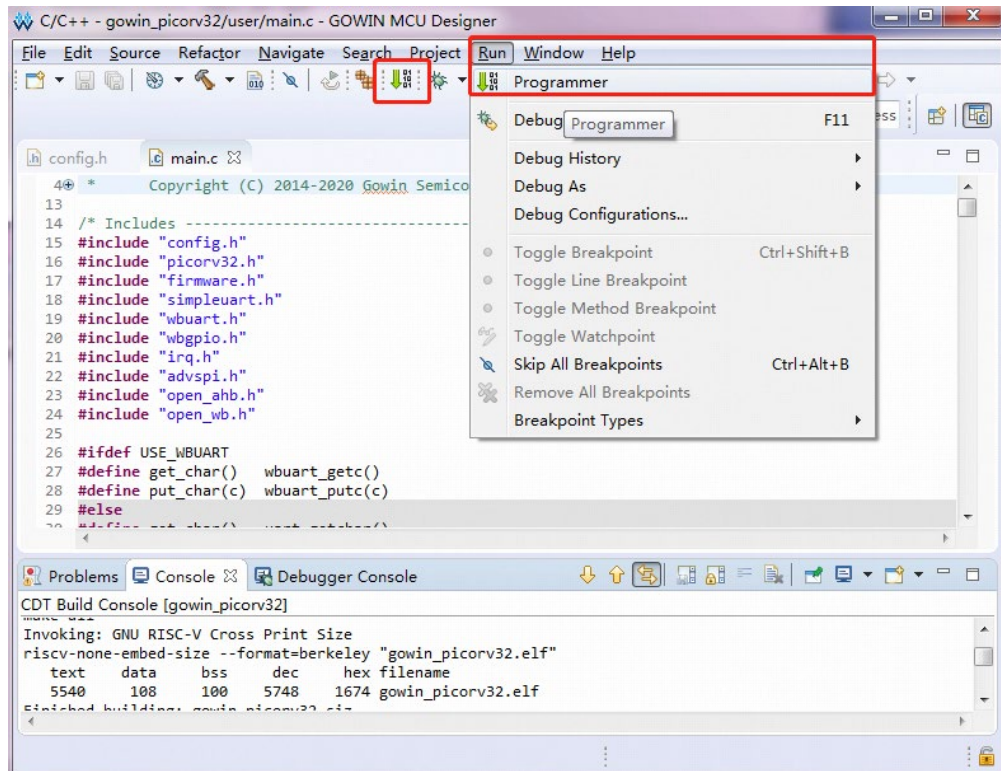 C/C++ - gowin_picorv32/user/main.c - GOWIN MCU Designer
File Edit Source Refactor Navigate Search Project Run Window Help
Programmer
Debug F11
Programmer
Debug History
Debug As
Debug Configurations...
Toggle Breakpoint Ctrl+Shift+B
Toggle Line Breakpoint
Toggle Method Breakpoint
Toggle Watchpoint
Skip All Breakpoints Ctrl+Alt+B
Remove All Breakpoints
Breakpoint Types
ess
config.h main.c
4 * Copyright (C) 2014-2020 Gowin Semico
13
14 /* Includes ----------------------------------
15 #include "config.h"
16 #include "picorv32.h"
17 #include "firmware.h"
18 #include "simpleuart.h"
19 #include "wbuart.h"
20 #include "wbgpio.h"
21 #include "irq.h"
22 #include "advspi.h"
23 #include "open_ahb.h"
24 #include "open_wb.h"
25
26 #ifdef USE_WBUART
27 #define get_char() wbuart_getc()
28 #define put_char(c) wbuart_putc(c)
29 #else
Problems Console Debugger Console
CDT Build Console [gowin_picorv32]
make all
Invoking: GNU RISC-V Cross Print Size
riscv-none-embed-size --format=berkeley "gowin_picorv32.elf"
text data bss dec hex filename
5540 108 100 5748 1674 gowin_picorv32.elf
Finished building: gowin_picorv32.siz